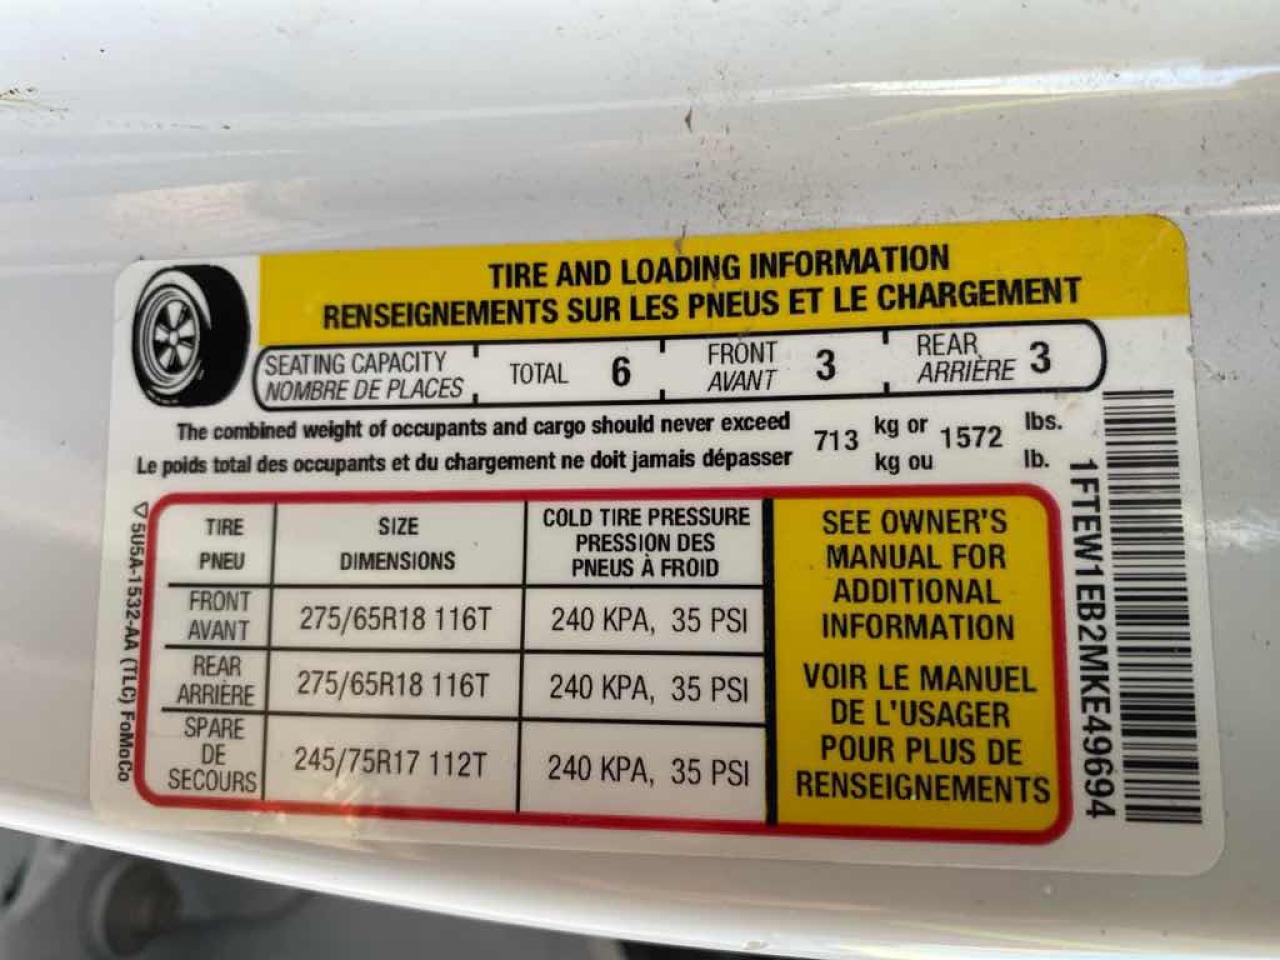 TIRE AND LOADING INFORMATION
RENSEIGNEMENTS SUR LES PNEUS ET LE CHARGEMENT
SEATING CAPACITY TOTAL 6 FRONT 3 REAR 3
NOMBRE DE PLACES AVANT ARRIÈRE
The combined weight of occupants and cargo should never exceed 713 kg or 1572 lbs.
Le poids total des occupants et du chargement ne doit jamais dépasser kg ou lb.
TIRE SIZE COLD TIRE PRESSURE
PNEU DIMENSIONS PRESSION DES
PNEUS À FROID
FRONT
AVANT 275/65R18 116T 240 KPA, 35 PSI
REAR
ARRIÈRE 275/65R18 116T 240 KPA, 35 PSI
SPARE
DE
SECOURS 245/75R17 112T 240 KPA, 35 PSI
SEE OWNER'S
MANUAL FOR
ADDITIONAL
INFORMATION
VOIR LE MANUEL
DE L'USAGER
POUR PLUS DE
RENSEIGNEMENTS
5U5A-1532-AA (TLC) FoMoCo
1FTEW1EB2MKE49694